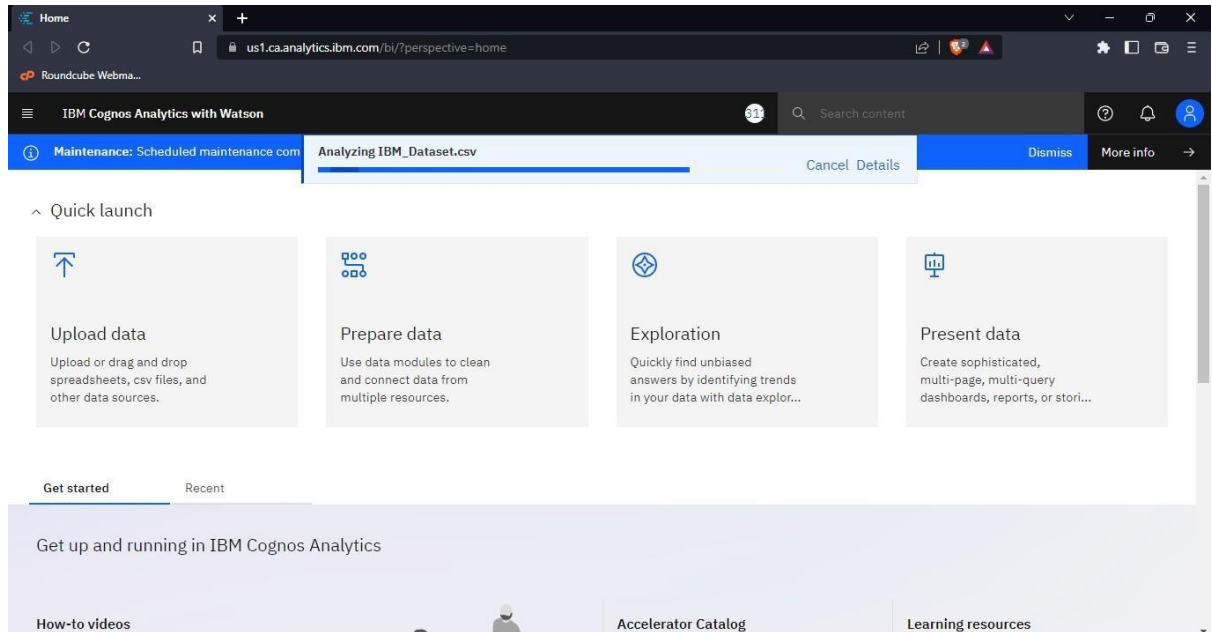 Home
us1.ca.analytics.ibm.com/bi/?perspective=home
Roundcube Webma...
IBM Cognos Analytics with Watson
311
Search content
Maintenance: Scheduled maintenance com
Analyzing IBM_Dataset.csv
Cancel Details
Dismiss
More info
Quick launch
Upload data
Upload or drag and drop
spreadsheets, csv files, and
other data sources.
Prepare data
Use data modules to clean
and connect data from
multiple resources.
Exploration
Quickly find unbiased
answers by identifying trends
in your data with data explor...
Present data
Create sophisticated,
multi-page, multi-query
dashboards, reports, or stori...
Get started
Recent
Get up and running in IBM Cognos Analytics
How-to videos
Accelerator Catalog
Learning resources